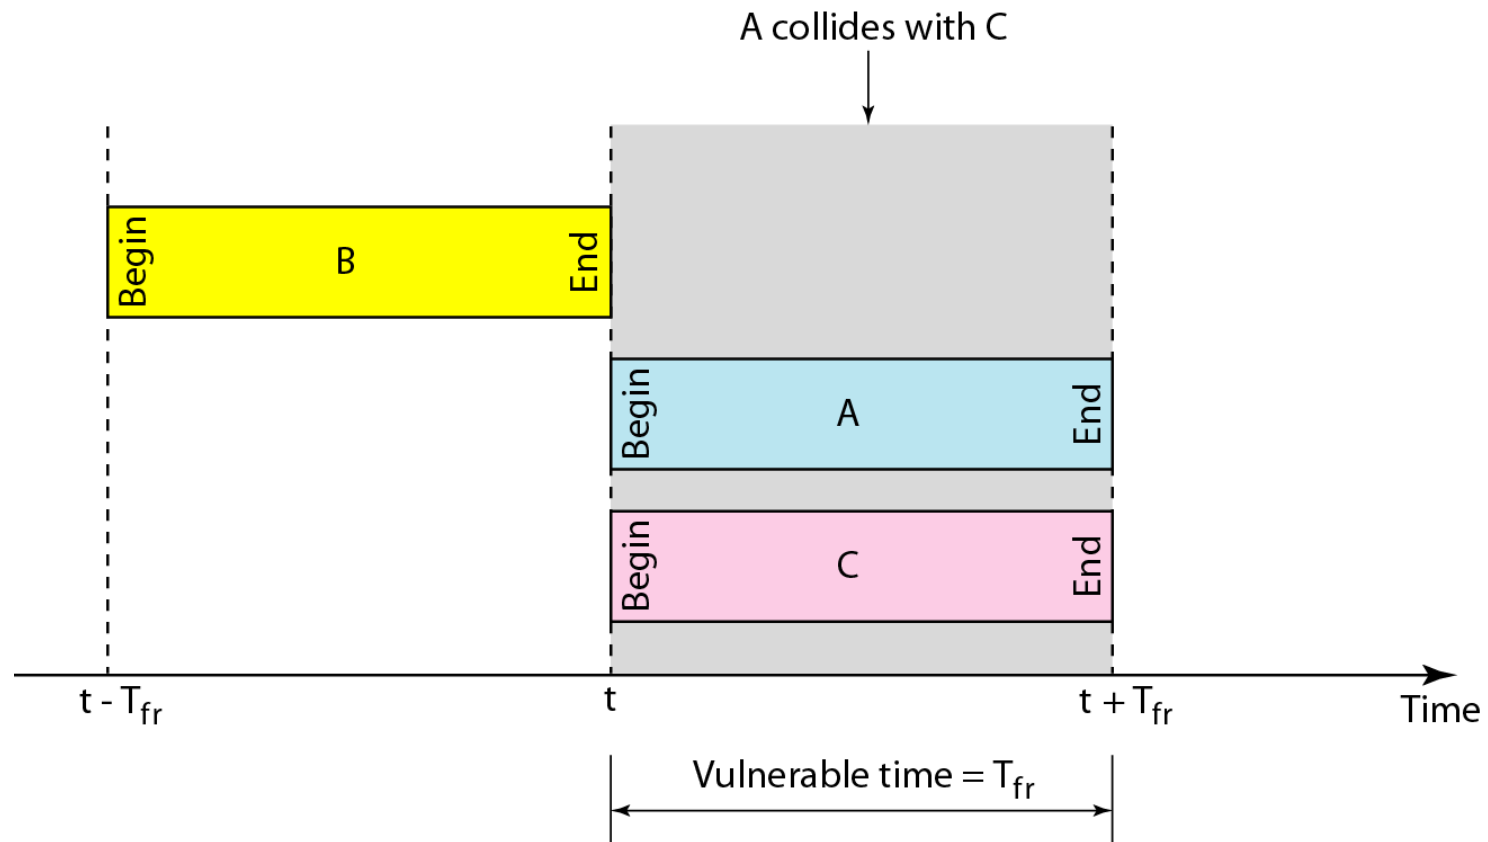 A collides with C
Begin B End
Begin A End
Begin C End
t - Tfr t t + Tfr Time
Vulnerable time = Tfr